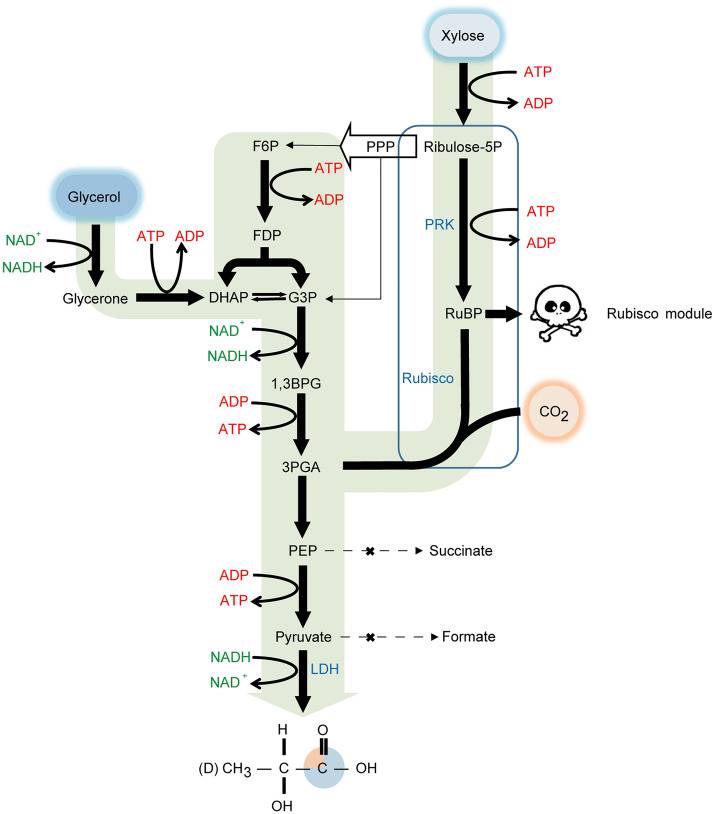 Xylose
ATP
ADP
F6P
PPP
Ribulose-5P
ATP
ADP
Glycerol
PRK
ATP
ADP
NAD+
NADH
ATP ADP
FDP
Glycerone
DHAP
G3P
RuBP
Rubisco module
NAD+
NADH
1,3BPG
Rubisco
ADP
ATP
CO2
3PGA
PEP
Succinate
ADP
ATP
Pyruvate
Formate
NADH
NAD+
LDH
H O
(D) CH3 — C — C — OH
OH